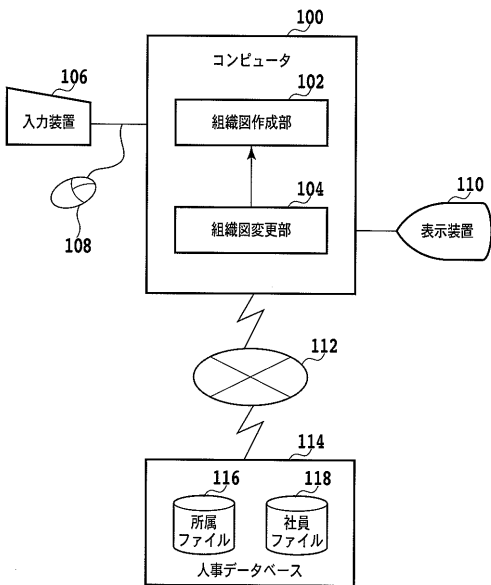 100
コンピュータ
106
102
入力装置
組織図作成部
108
104
110
組織図変更部
表示装置
112
114
116
118
所属
ファイル
社員
ファイル
人事データベース